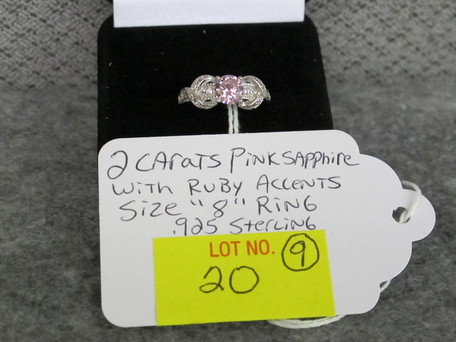 2 CARATS PINK SAPPHIRE
WITH RUBY ACCENTS
SIZE "8" RING
.925 STERLING
LOT NO. 9
20